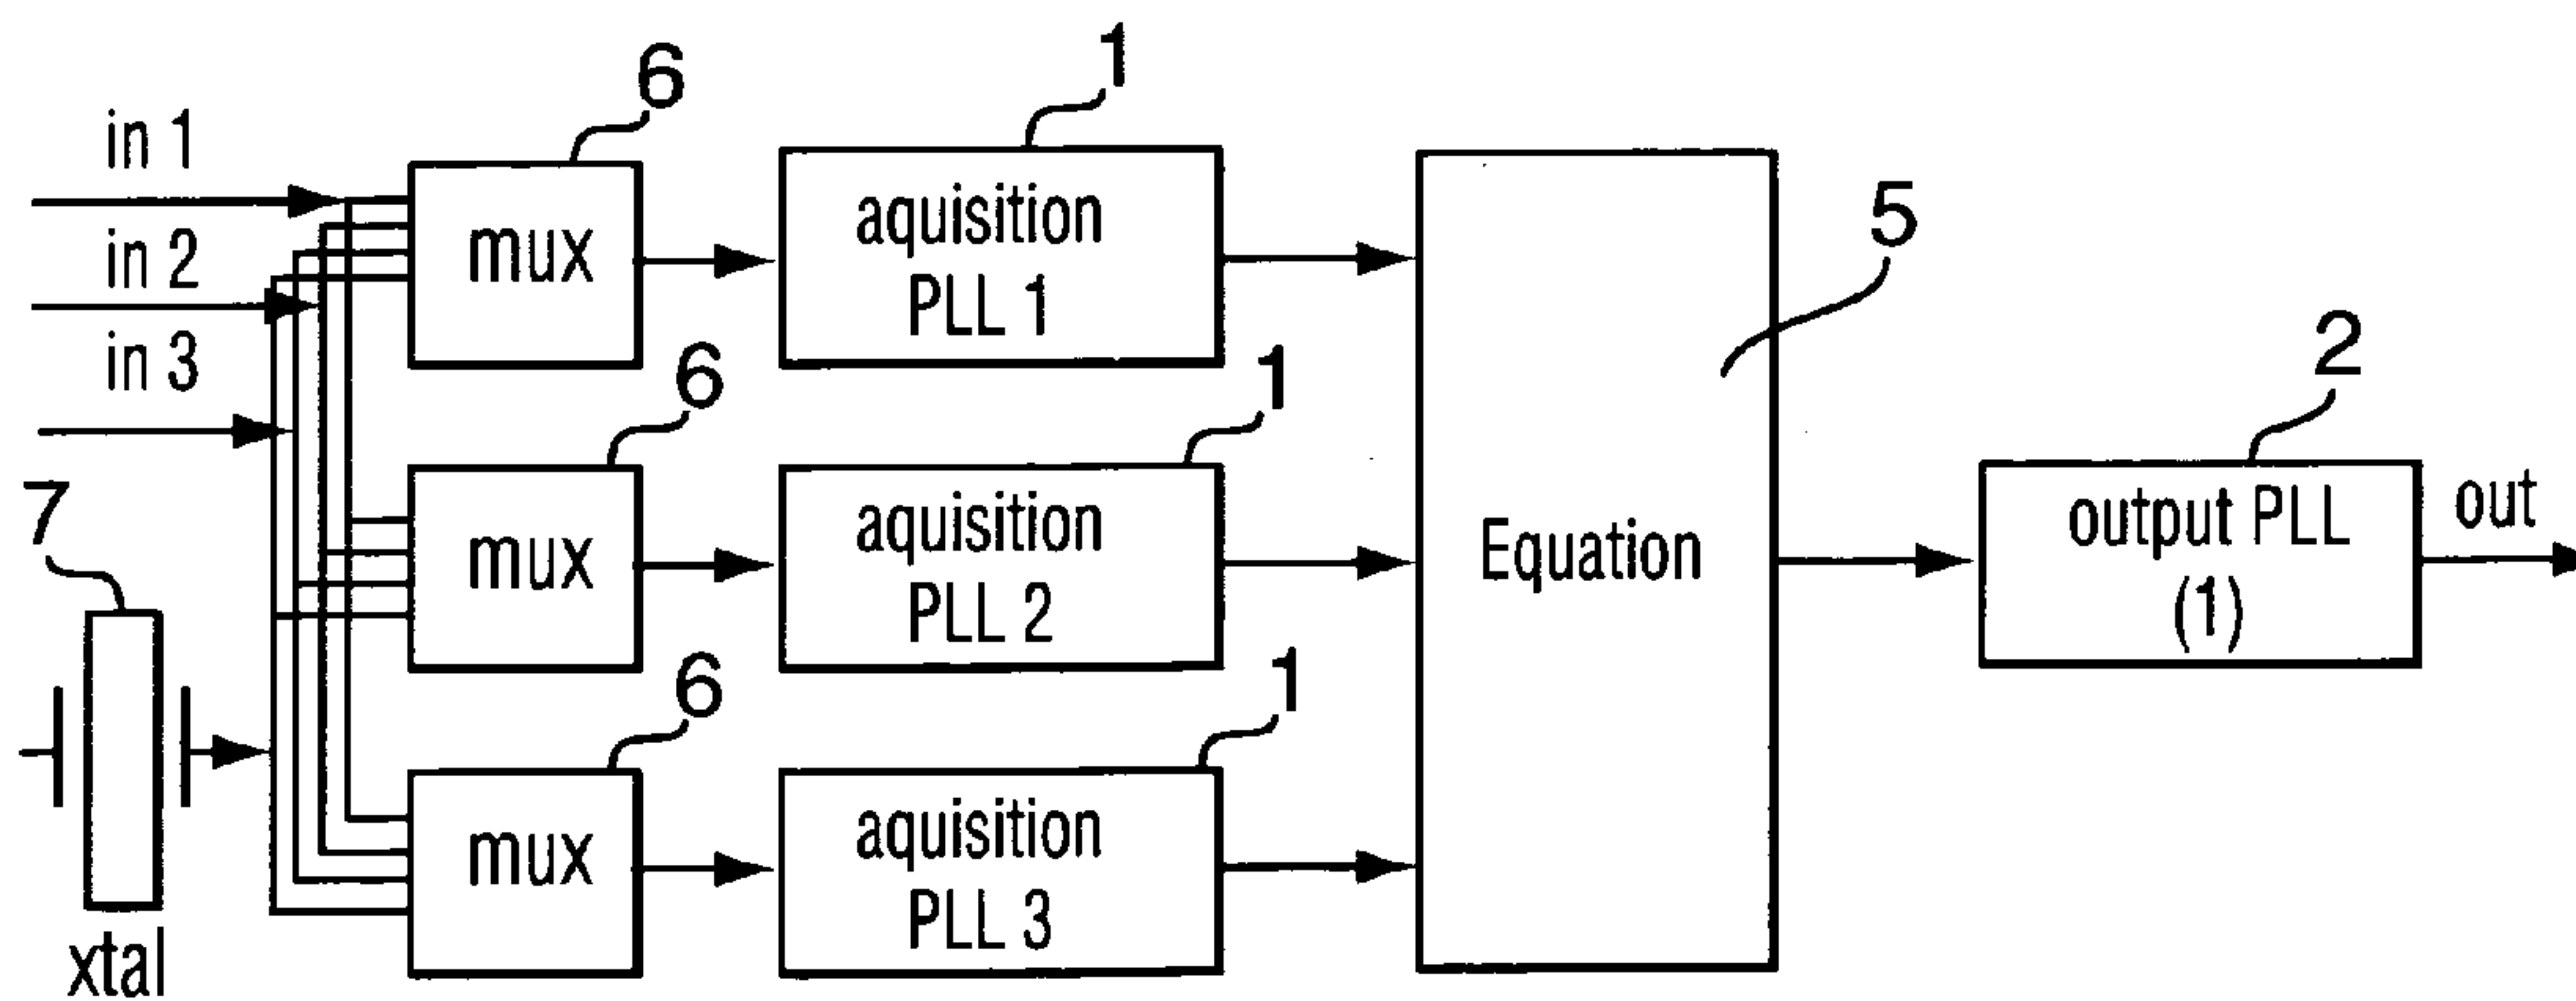 6
1
in 1
mux
aquisition
PLL 1
5
in 2
in 3
6
1
2
7
mux
aquisition
PLL 2
Equation
output PLL
(1)
out
6
1
mux
aquisition
PLL 3
xtal